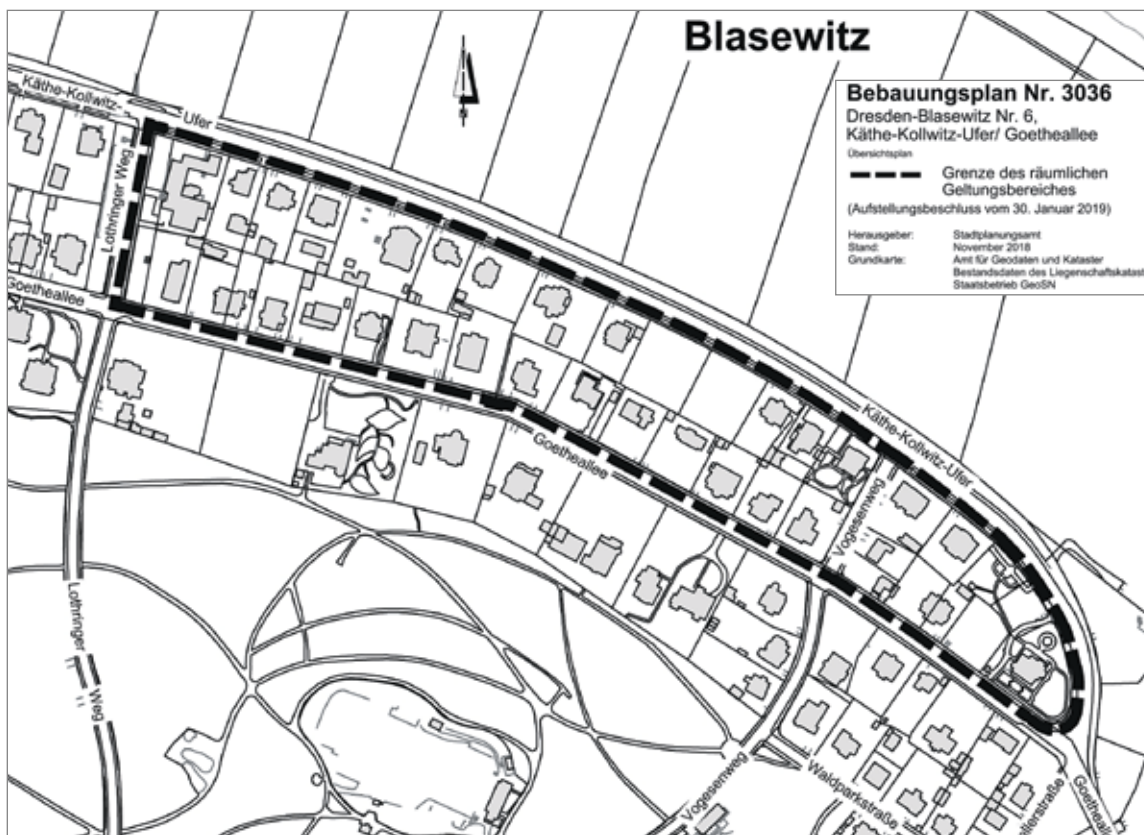 Blasewitz
Bebauungsplan Nr. 3036
Dresden-Blasewitz Nr. 6,
Käthe-Kollwitz-Ufer/ Goetheallee
Übersichtsplan
Grenze des räumlichen
Geltungsbereiches
(Aufstellungsbeschluss vom 30. Januar 2019)
Herausgeber: Stadtplanungsamt
Stand: November 2018
Grundkarte: Amt für Geodaten und Kataster
Bestandsdaten des Liegenschaftskatast
Staatsbetrieb GeoSN
Käthe-Kollwitz-
Ufer
Lothringer Weg
Goetheallee
Goetheallee
Käthe-Kollwitz-Ufer
Vogesenweg
Lothringer
Weg
Vogesenweg
Waldparkstraße
Goetheal